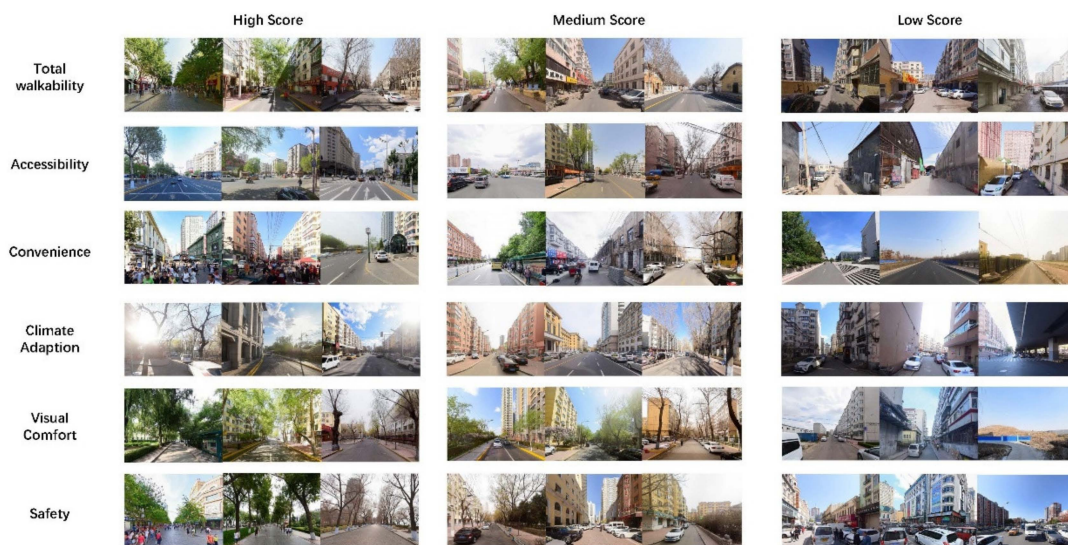 High Score
Medium Score
Low Score
Total
walkability
Accessibility
Convenience
Climate
Adaption
Visual
Comfort
Safety